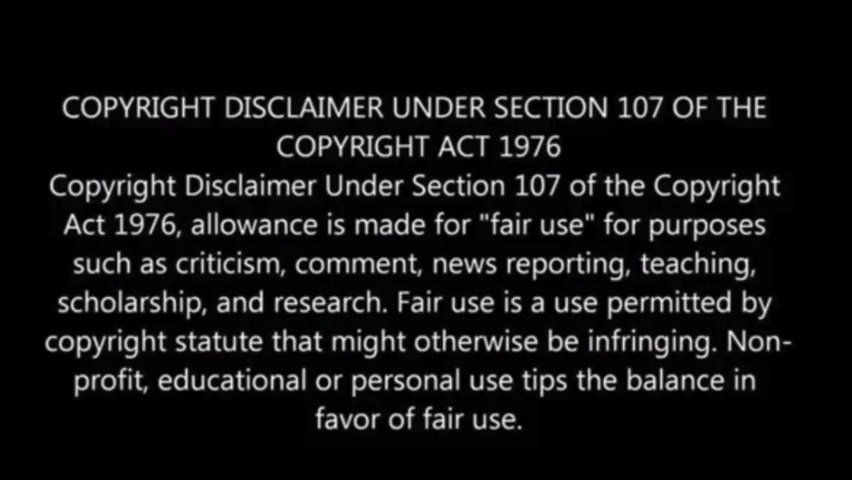 COPYRIGHT DISCLAIMER UNDER SECTION 107 OF THE
COPYRIGHT ACT 1976
Copyright Disclaimer Under Section 107 of the Copyright
Act 1976, allowance is made for "fair use" for purposes
such as criticism, comment, news reporting, teaching,
scholarship, and research. Fair use is a use permitted by
copyright statute that might otherwise be infringing. Non-
profit, educational or personal use tips the balance in
favor of fair use.